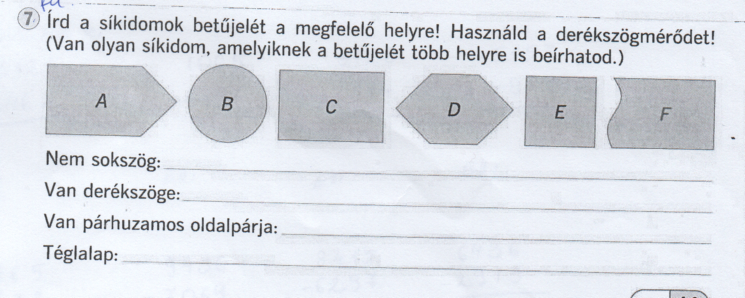 7 Írd a síkidomok betűjelét a megfelelő helyre! Használd a derékszögmérődet!
(Van olyan síkidom, amelyiknek a betűjelét több helyre is beírhatod.)
A B C D E F
Nem sokszög:
Van derékszöge:
Van párhuzamos oldalpárja:
Téglalap: